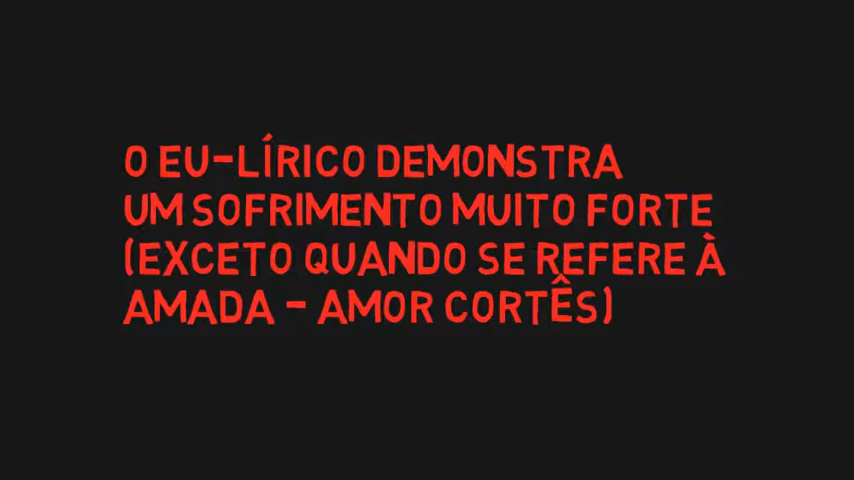 O EU-LÍRICO DEMONSTRA
UM SOFRIMENTO MUITO FORTE
(EXCETO QUANDO SE REFERE À
AMADA - AMOR CORTÊS)